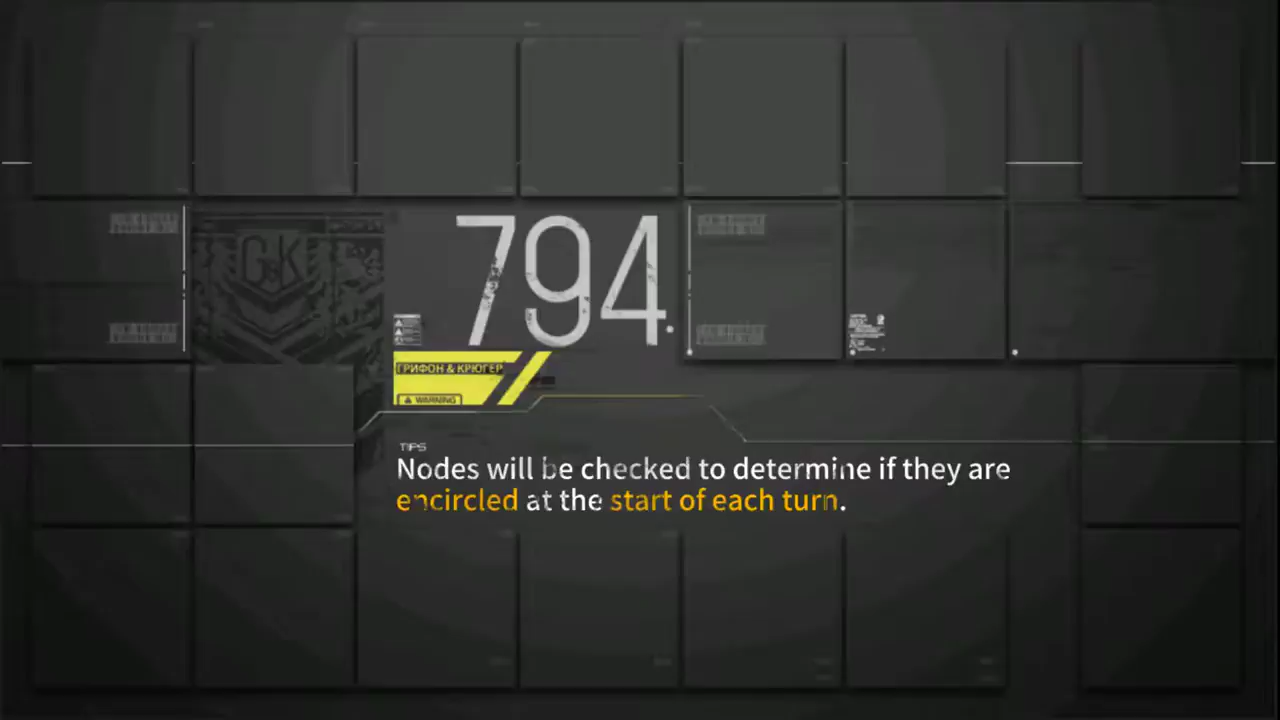 G&K
794.
ГРИФОН & КРЮГЕР
WARNING
TIPS
Nodes will be checked to determine if they are
encircled at the start of each turn.